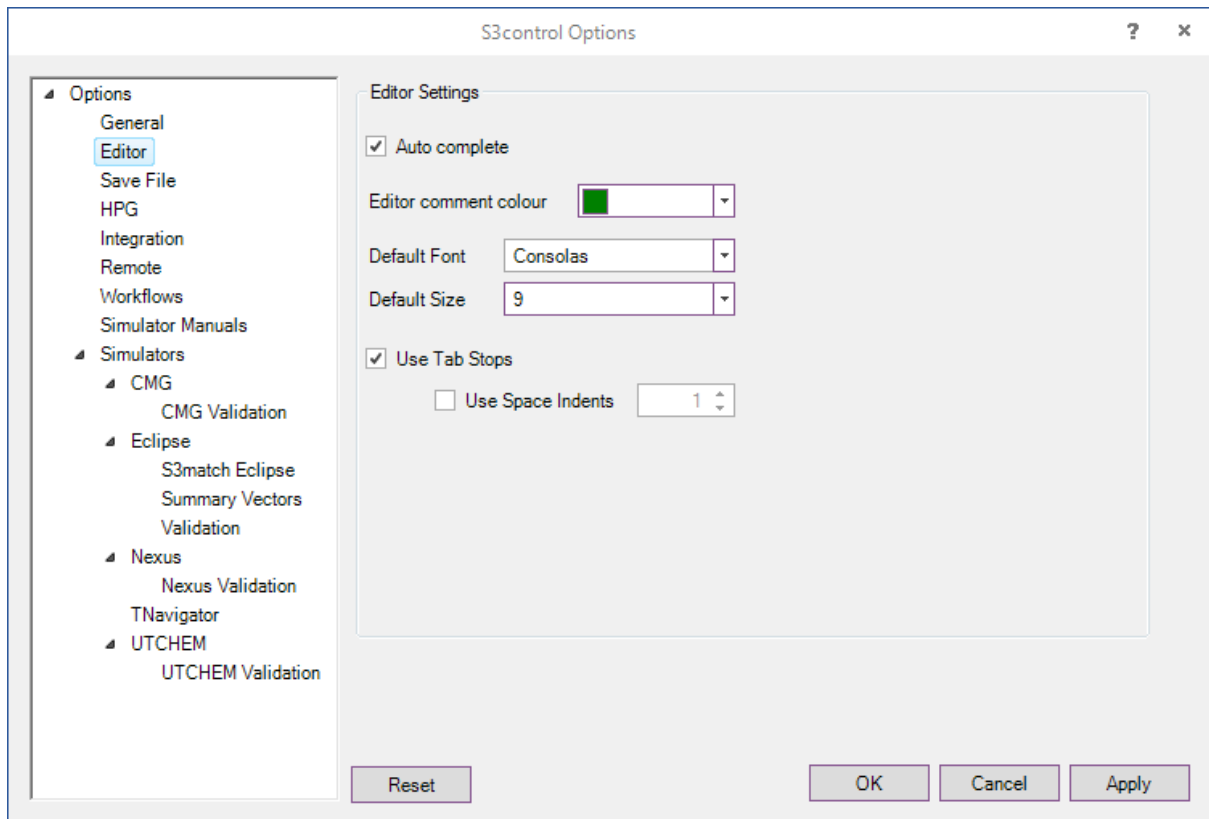 S3control Options
? ×
Options
General
Editor
Save File
HPG
Integration
Remote
Workflows
Simulator Manuals
Simulators
CMG
CMG Validation
Eclipse
S3match Eclipse
Summary Vectors
Validation
Nexus
Nexus Validation
TNavigator
UTCHEM
UTCHEM Validation
Editor Settings
Auto complete
Editor comment colour
Default Font Consolas
Default Size 9
Use Tab Stops
Use Space Indents 1
Reset OK Cancel Apply